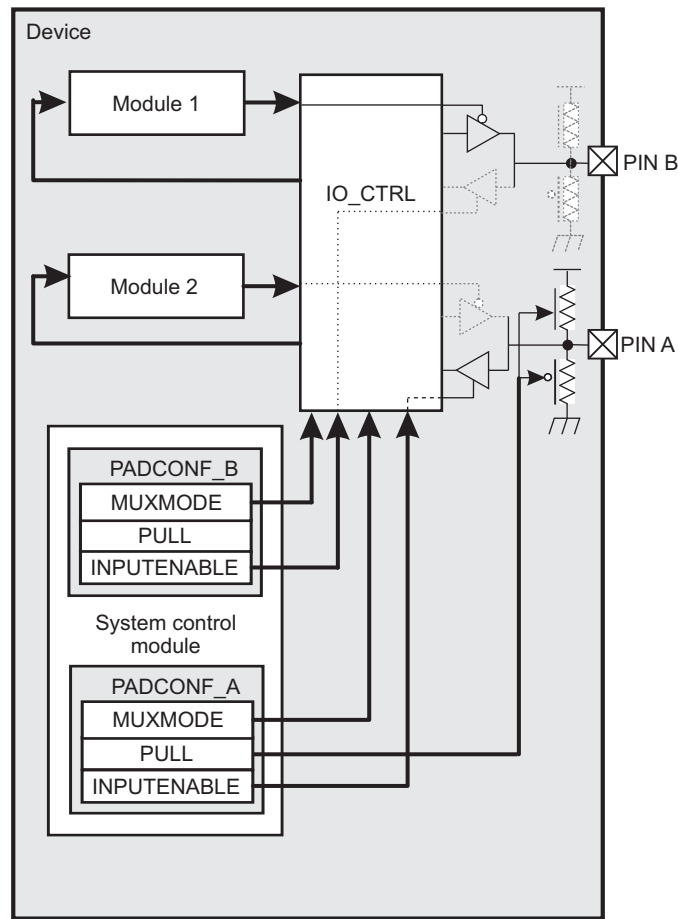 Device
Module 1
IO_CTRL
PIN B
Module 2
PIN A
PADCONF_B
MUXMODE
PULL
INPUTENABLE
System control
module
PADCONF_A
MUXMODE
PULL
INPUTENABLE